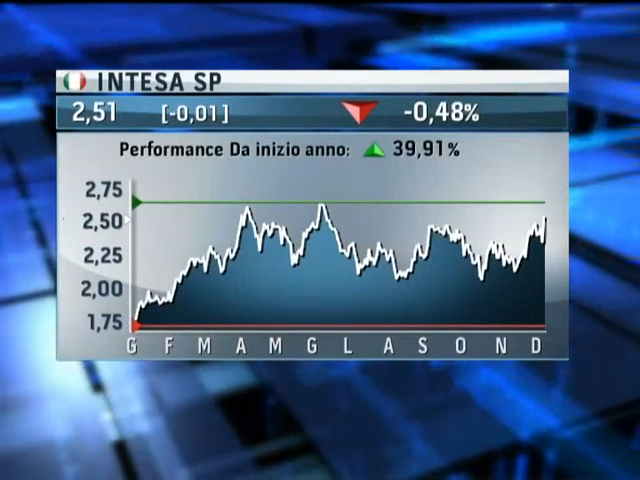 INTESA SP
2,51 [-0,01] -0,48%
Performance Da inizio anno: 39,91%
2,75
2,50
2,25
2,00
1,75
G F M A M G L A S O N D